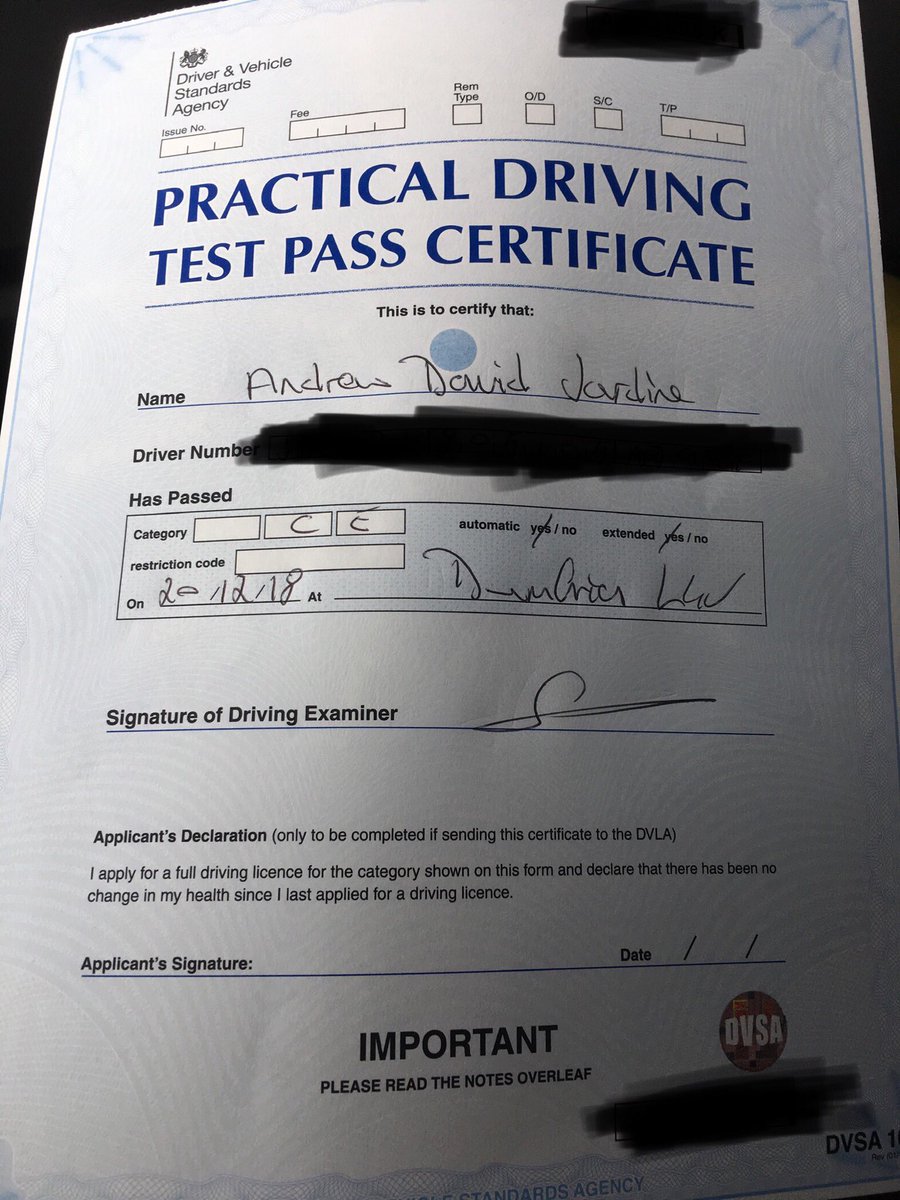 Driver & Vehicle
Standards
Agency
Issue No.
Fee
Rem
Type
O/D
S/C
T/P
PRACTICAL DRIVING
TEST PASS CERTIFICATE
This is to certify that:
Name Andrew David Jardine
Driver Number
Has Passed
Category C E automatic yes / no extended yes / no
restriction code
On 20.12.18 At Dumfries
Signature of Driving Examiner
Applicant's Declaration (only to be completed if sending this certificate to the DVLA)
I apply for a full driving licence for the category shown on this form and declare that there has been no
change in my health since I last applied for a driving licence.
Applicant's Signature: Date / /
DVSA
IMPORTANT
PLEASE READ THE NOTES OVERLEAF
DVSA 10
STANDARDS AGENCY